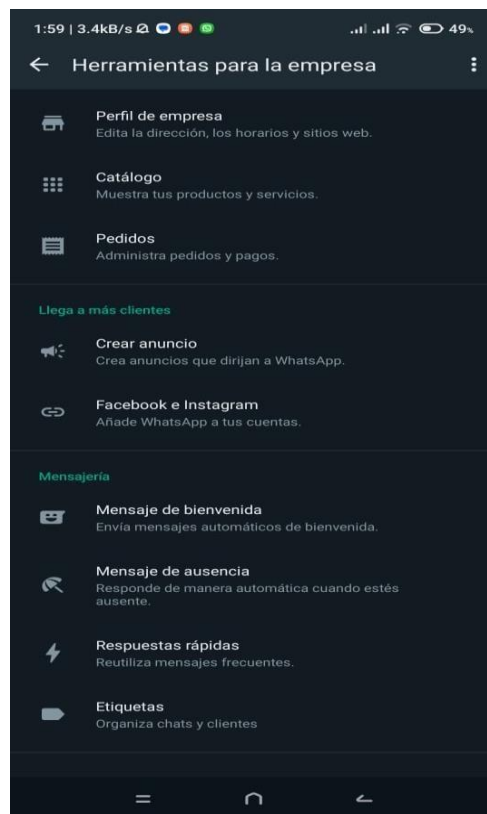 1:59 | 3.4kB/s 49%
Herramientas para la empresa
Perfil de empresa
Edita la dirección, los horarios y sitios web.
Catálogo
Muestra tus productos y servicios.
Pedidos
Administra pedidos y pagos.
Llega a más clientes
Crear anuncio
Crea anuncios que dirijan a WhatsApp.
Facebook e Instagram
Añade WhatsApp a tus cuentas.
Mensajería
Mensaje de bienvenida
Envía mensajes automáticos de bienvenida.
Mensaje de ausencia
Responde de manera automática cuando estés
ausente.
Respuestas rápidas
Reutiliza mensajes frecuentes.
Etiquetas
Organiza chats y clientes